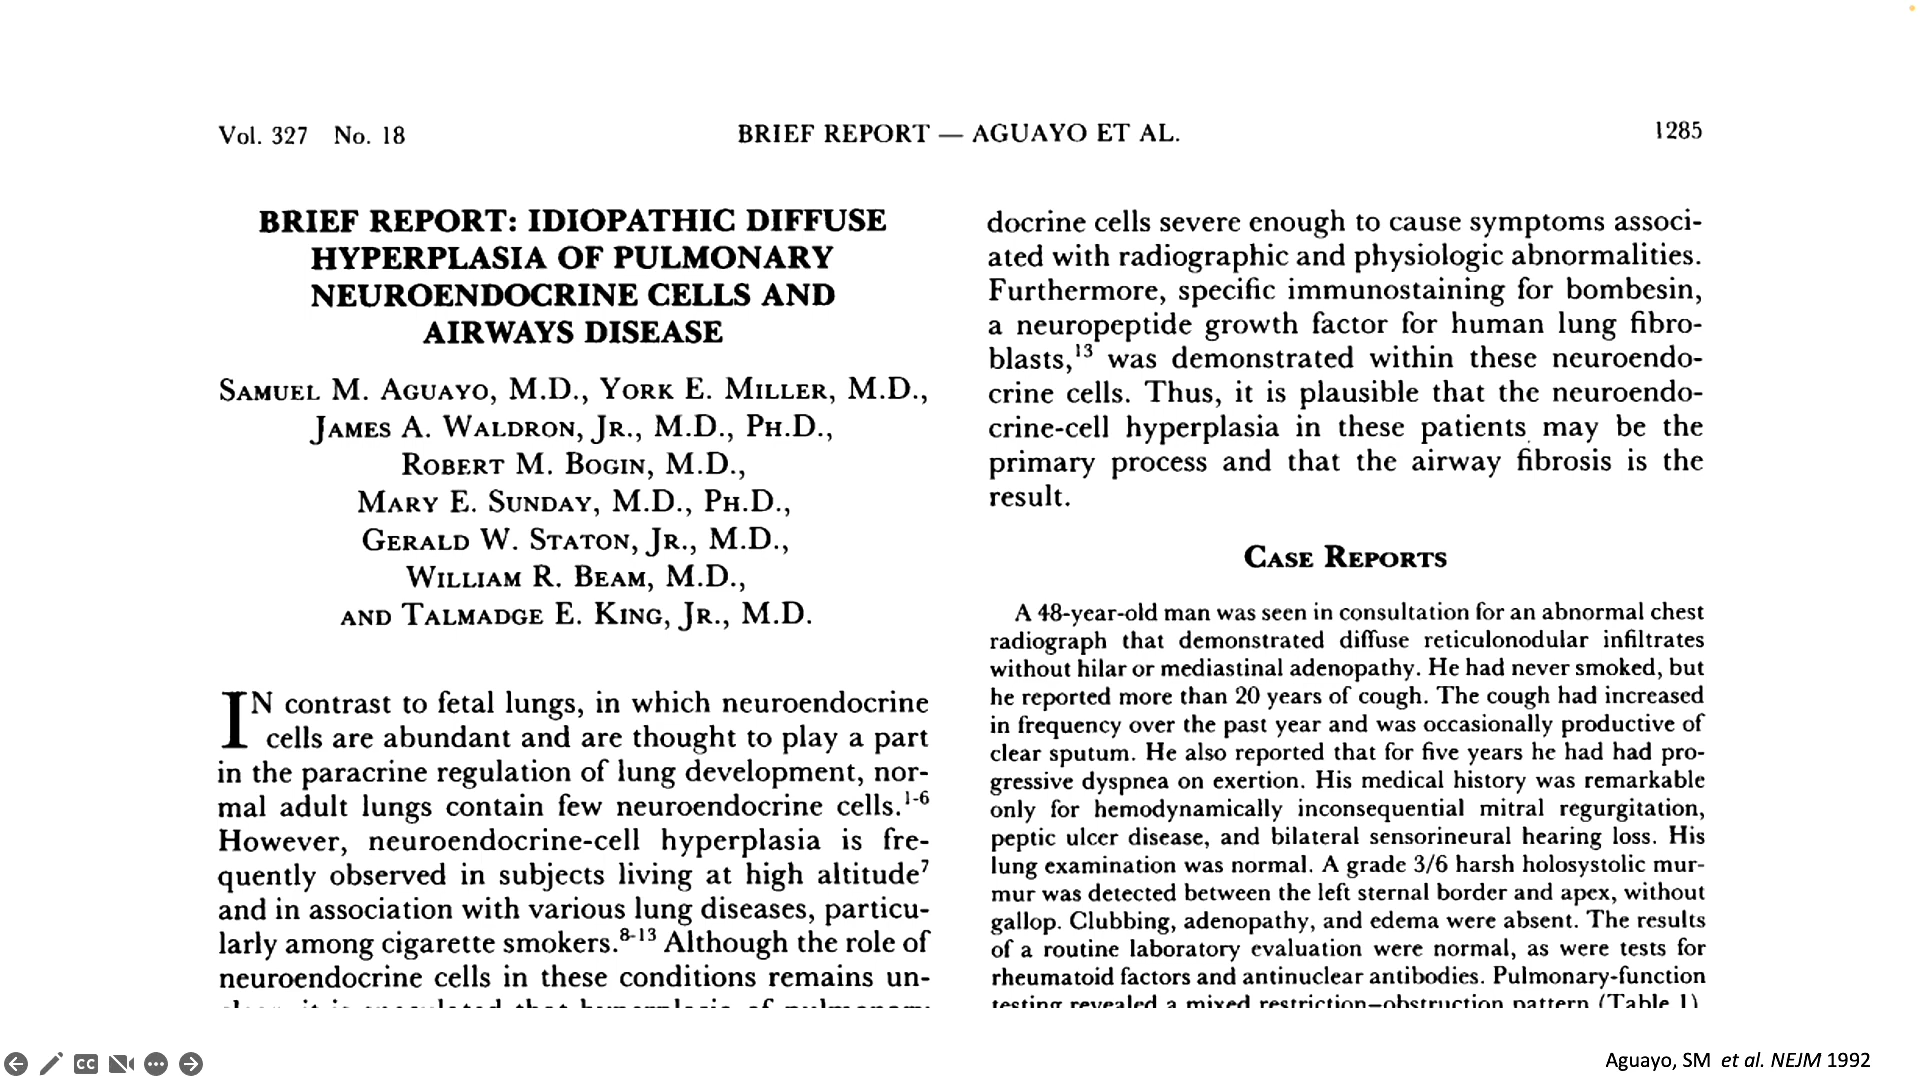 Vol. 327 No. 18
BRIEF REPORT — AGUAYO ET AL.
1285
BRIEF REPORT: IDIOPATHIC DIFFUSE
HYPERPLASIA OF PULMONARY
NEUROENDOCRINE CELLS AND
AIRWAYS DISEASE
SAMUEL M. AGUAYO, M.D., YORK E. MILLER, M.D.,
JAMES A. WALDRON, JR., M.D., PH.D.,
ROBERT M. BOGIN, M.D.,
MARY E. SUNDAY, M.D., PH.D.,
GERALD W. STATON, JR., M.D.,
WILLIAM R. BEAM, M.D.,
AND TALMADGE E. KING, JR., M.D.
IN contrast to fetal lungs, in which neuroendocrine
cells are abundant and are thought to play a part
in the paracrine regulation of lung development, nor-
mal adult lungs contain few neuroendocrine cells.1-6
However, neuroendocrine-cell hyperplasia is fre-
quently observed in subjects living at high altitude7
and in association with various lung diseases, particu-
larly among cigarette smokers.8-13 Although the role of
neuroendocrine cells in these conditions remains un-
docrine cells severe enough to cause symptoms associ-
ated with radiographic and physiologic abnormalities.
Furthermore, specific immunostaining for bombesin,
a neuropeptide growth factor for human lung fibro-
blasts,13 was demonstrated within these neuroendo-
crine cells. Thus, it is plausible that the neuroendo-
crine-cell hyperplasia in these patients may be the
primary process and that the airway fibrosis is the
result.
CASE REPORTS
A 48-year-old man was seen in consultation for an abnormal chest
radiograph that demonstrated diffuse reticulonodular infiltrates
without hilar or mediastinal adenopathy. He had never smoked, but
he reported more than 20 years of cough. The cough had increased
in frequency over the past year and was occasionally productive of
clear sputum. He also reported that for five years he had had pro-
gressive dyspnea on exertion. His medical history was remarkable
only for hemodynamically inconsequential mitral regurgitation,
peptic ulcer disease, and bilateral sensorineural hearing loss. His
lung examination was normal. A grade 3/6 harsh holosystolic mur-
mur was detected between the left sternal border and apex, without
gallop. Clubbing, adenopathy, and edema were absent. The results
of a routine laboratory evaluation were normal, as were tests for
rheumatoid factors and antinuclear antibodies. Pulmonary-function
testing revealed a mixed restriction–obstruction pattern (Table 1).
CC
Aguayo, SM et al. NEJM 1992